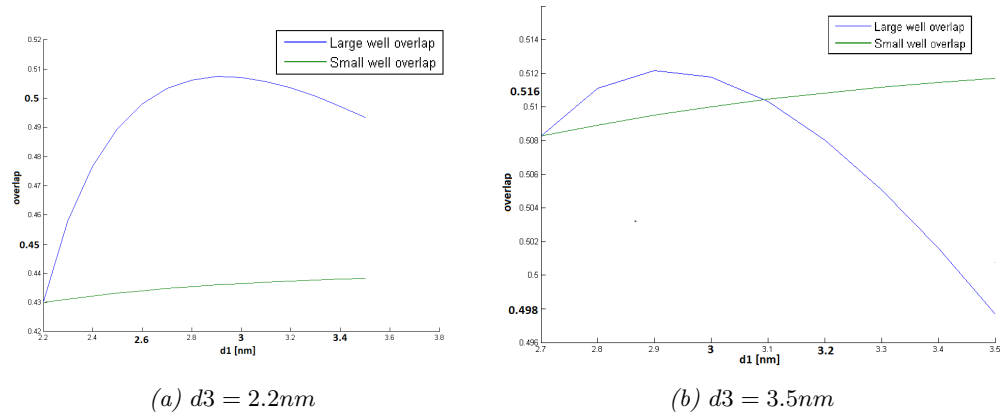 Large well overlap
Small well overlap
0.52
0.51
0.5
0.49
0.48
0.47
0.46
0.45
0.44
0.43
0.42
overlap
2.2 2.4 2.6 2.8 3 3.2 3.4 3.6 3.8
d1 [nm]
(a) d3 = 2.2nm
Large well overlap
Small well overlap
0.514
0.512
0.516
0.51
0.508
0.504
0.502
0.5
0.498
0.496
overlap
2.7 2.8 2.9 3 3.1 3.2 3.3 3.4 3.5
d1 [nm]
(b) d3 = 3.5nm